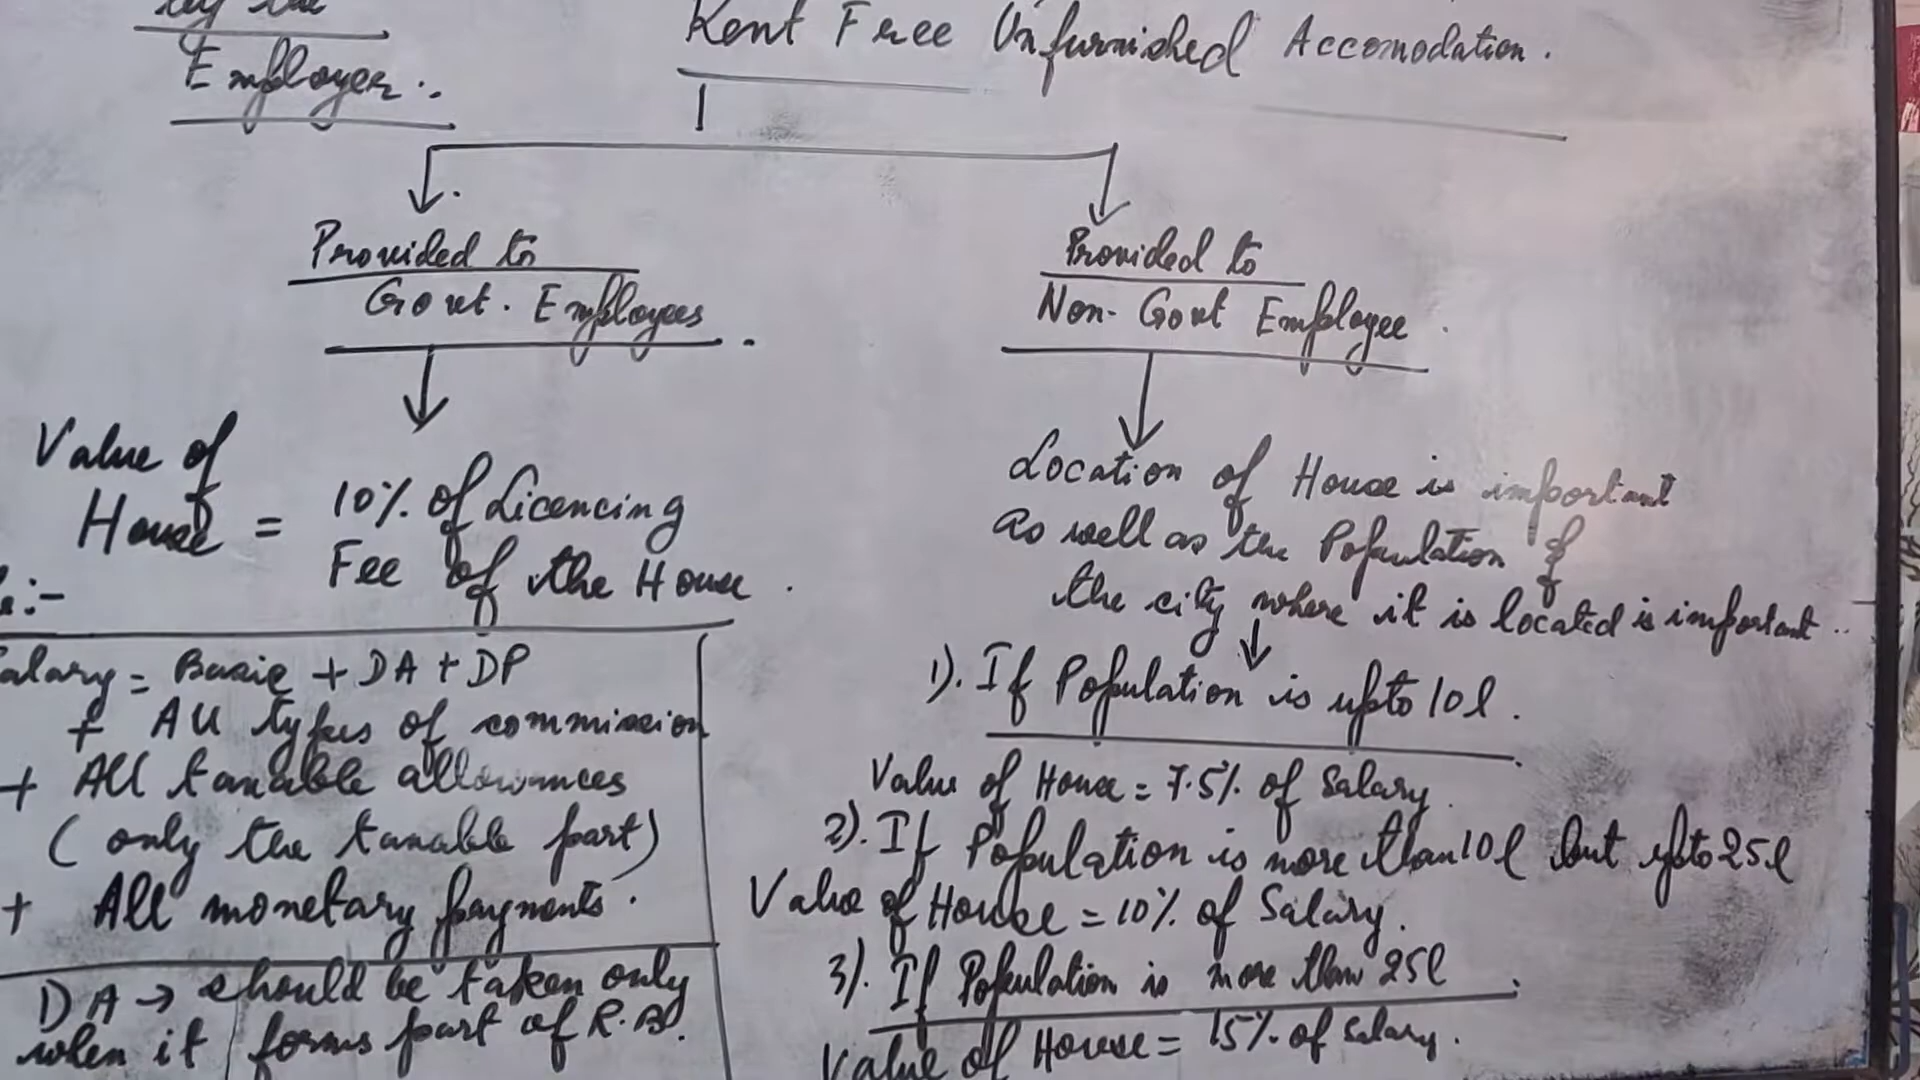 by the
Employer :.
Rent Free Unfurnished Accomodation.
Provided to
Govt. Employees.
Value of
House = 10% of Licencing
Fee of the House.
Salary = Basic + DA + DP
+ All types of commission
+ All taxable allowances
(only the taxable part)
+ All monetary payments.
DA → should be taken only
when it forms part of R.B.
Provided to
Non-Govt Employee.
Location of House is important
as well as the Population of
the city where it is located is important..
1). If Population is upto 10l.
Value of House = 7.5% of Salary.
2). If Population is more than 10l but upto 25l
Value of House = 10% of Salary.
3). If Population is more than 25l.
Value of House = 15% of Salary.